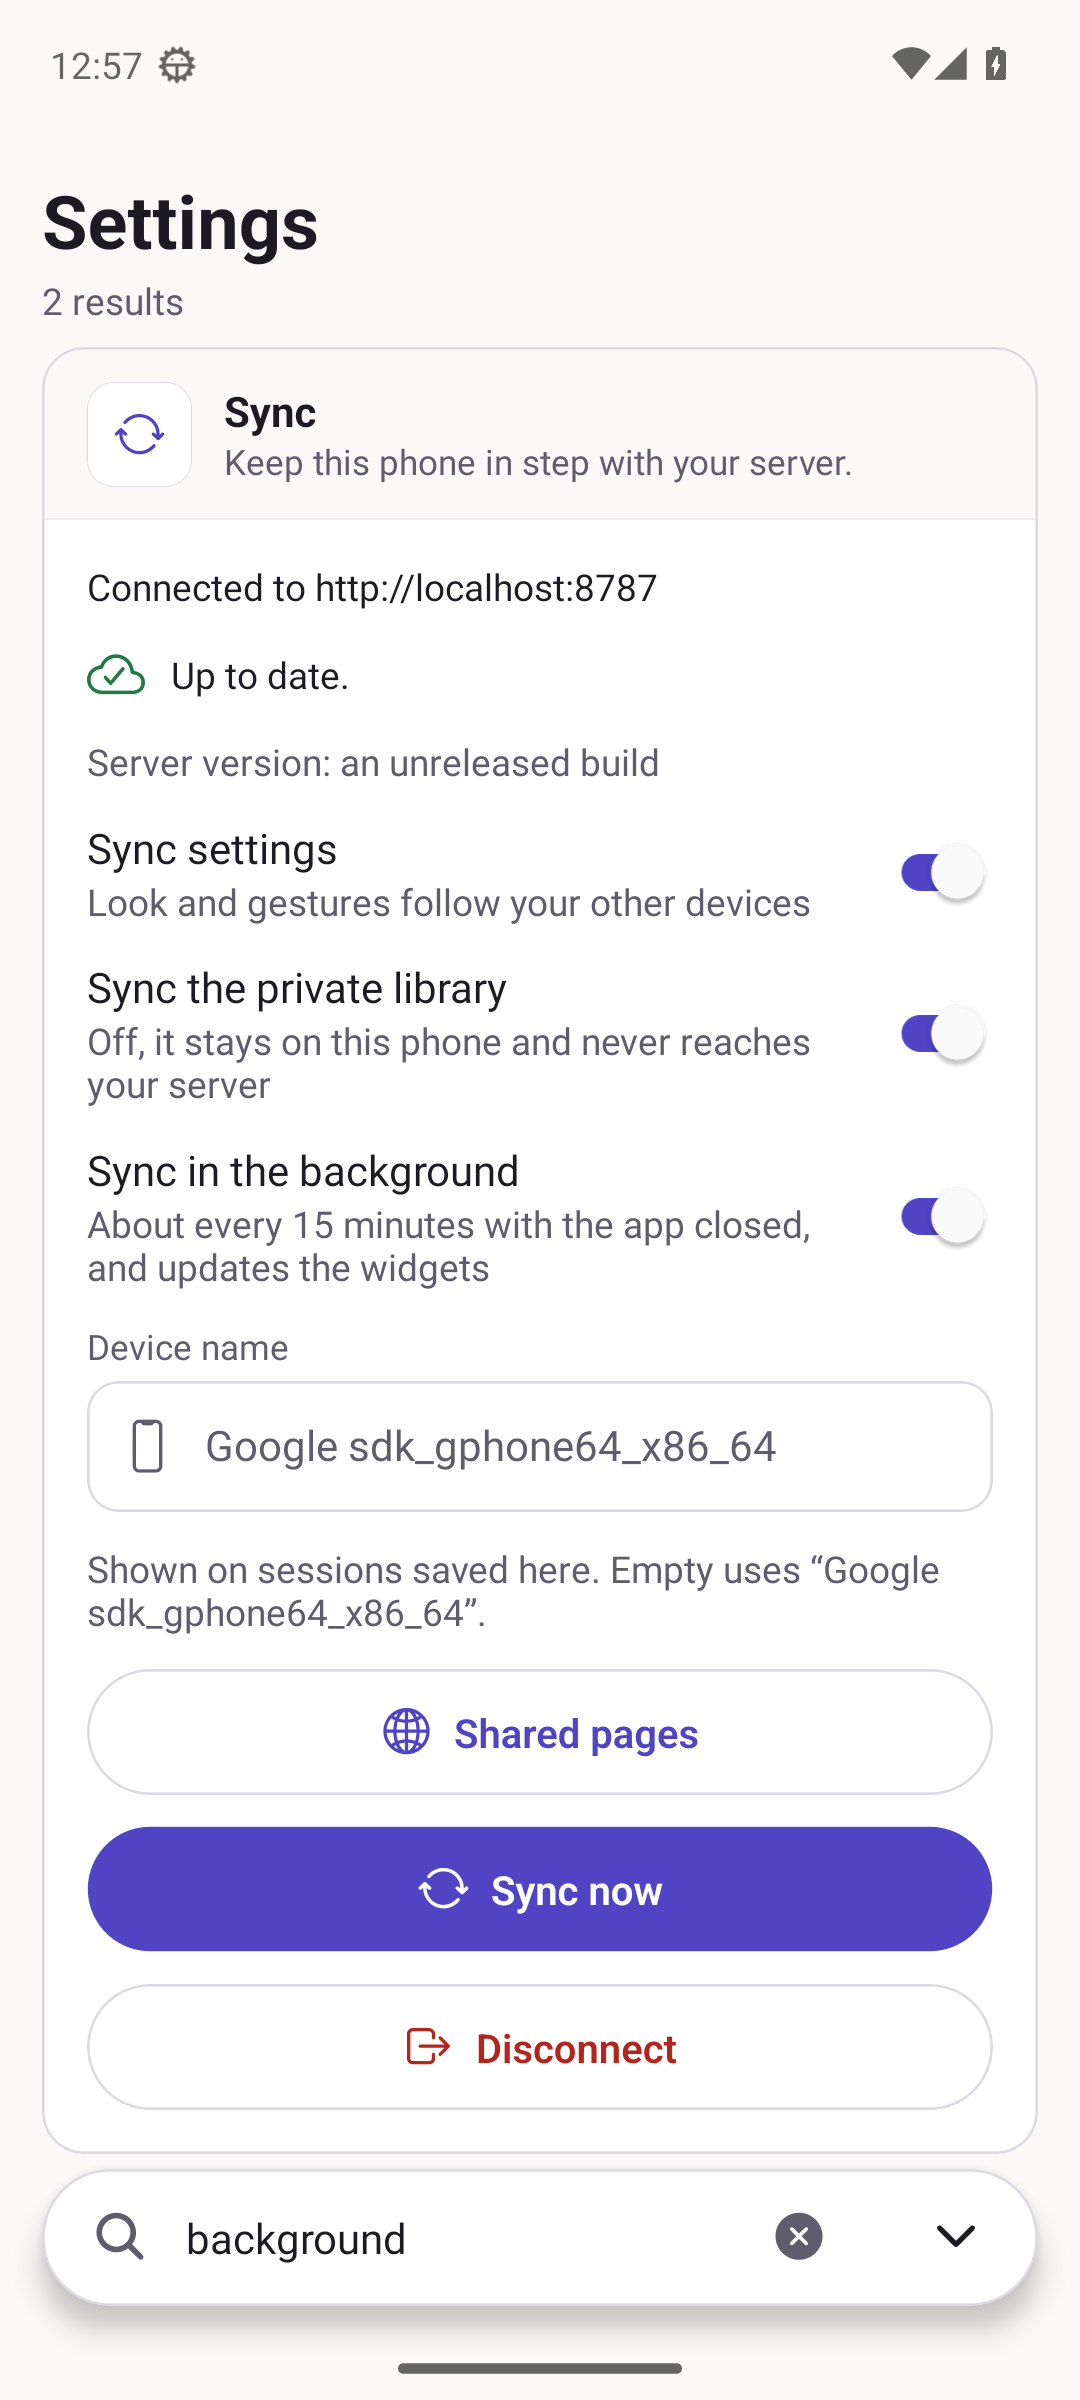 12:57
Settings
2 results
Sync
Keep this phone in step with your server.
Connected to http://localhost:8787
Up to date.
Server version: an unreleased build
Sync settings
Look and gestures follow your other devices
Sync the private library
Off, it stays on this phone and never reaches
your server
Sync in the background
About every 15 minutes with the app closed,
and updates the widgets
Device name
Google sdk_gphone64_x86_64
Shown on sessions saved here. Empty uses “Google
sdk_gphone64_x86_64”.
Shared pages
Sync now
Disconnect
background